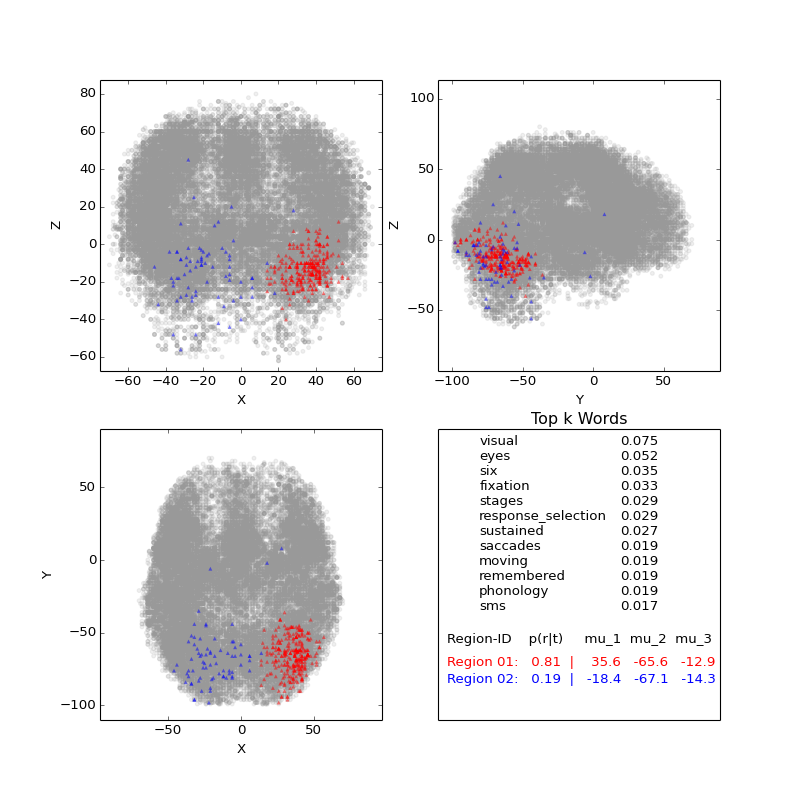 80
60
40
20
0
−20
−40
−60
Z
−60 −40 −20 0 20 40 60
X
100
50
0
−50
Z
−100 −50 0 50
Y
50
0
−50
−100
Y
−50 0 50
X
Top k Words
visual 0.075
eyes 0.052
six 0.035
fixation 0.033
stages 0.029
response_selection 0.029
sustained 0.027
saccades 0.019
moving 0.019
remembered 0.019
phonology 0.019
sms 0.017
Region-ID p(r|t) mu_1 mu_2 mu_3
Region 01: 0.81 | 35.6 -65.6 -12.9
Region 02: 0.19 | -18.4 -67.1 -14.3